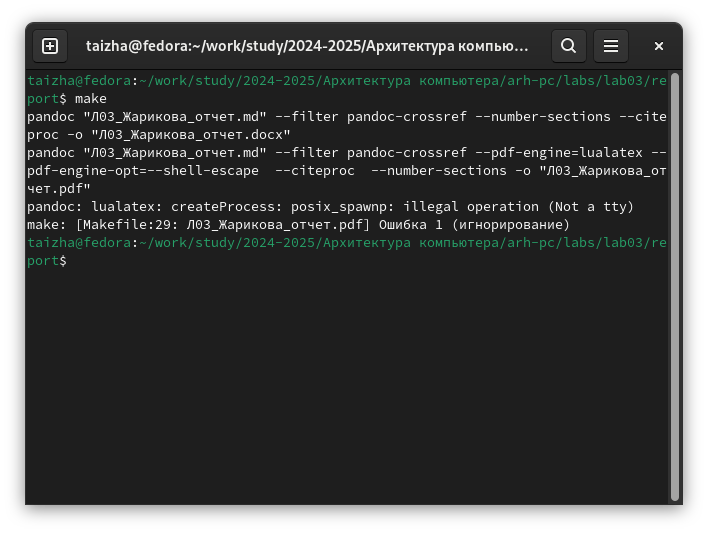 taizha@fedora:~/work/study/2024-2025/Архитектура компью...
taizha@fedora:~/work/study/2024-2025/Архитектура компьютера/arh-pc/labs/lab03/re
port$ make
pandoc "Л03_Жарикова_отчет.md" --filter pandoc-crossref --number-sections --cite
proc -o "Л03_Жарикова_отчет.docx"
pandoc "Л03_Жарикова_отчет.md" --filter pandoc-crossref --pdf-engine=lualatex --
pdf-engine-opt=--shell-escape  --citeproc  --number-sections -o "Л03_Жарикова_от
чет.pdf"
pandoc: lualatex: createProcess: posix_spawnp: illegal operation (Not a tty)
make: [Makefile:29: Л03_Жарикова_отчет.pdf] Ошибка 1 (игнорирование)
taizha@fedora:~/work/study/2024-2025/Архитектура компьютера/arh-pc/labs/lab03/re
port$